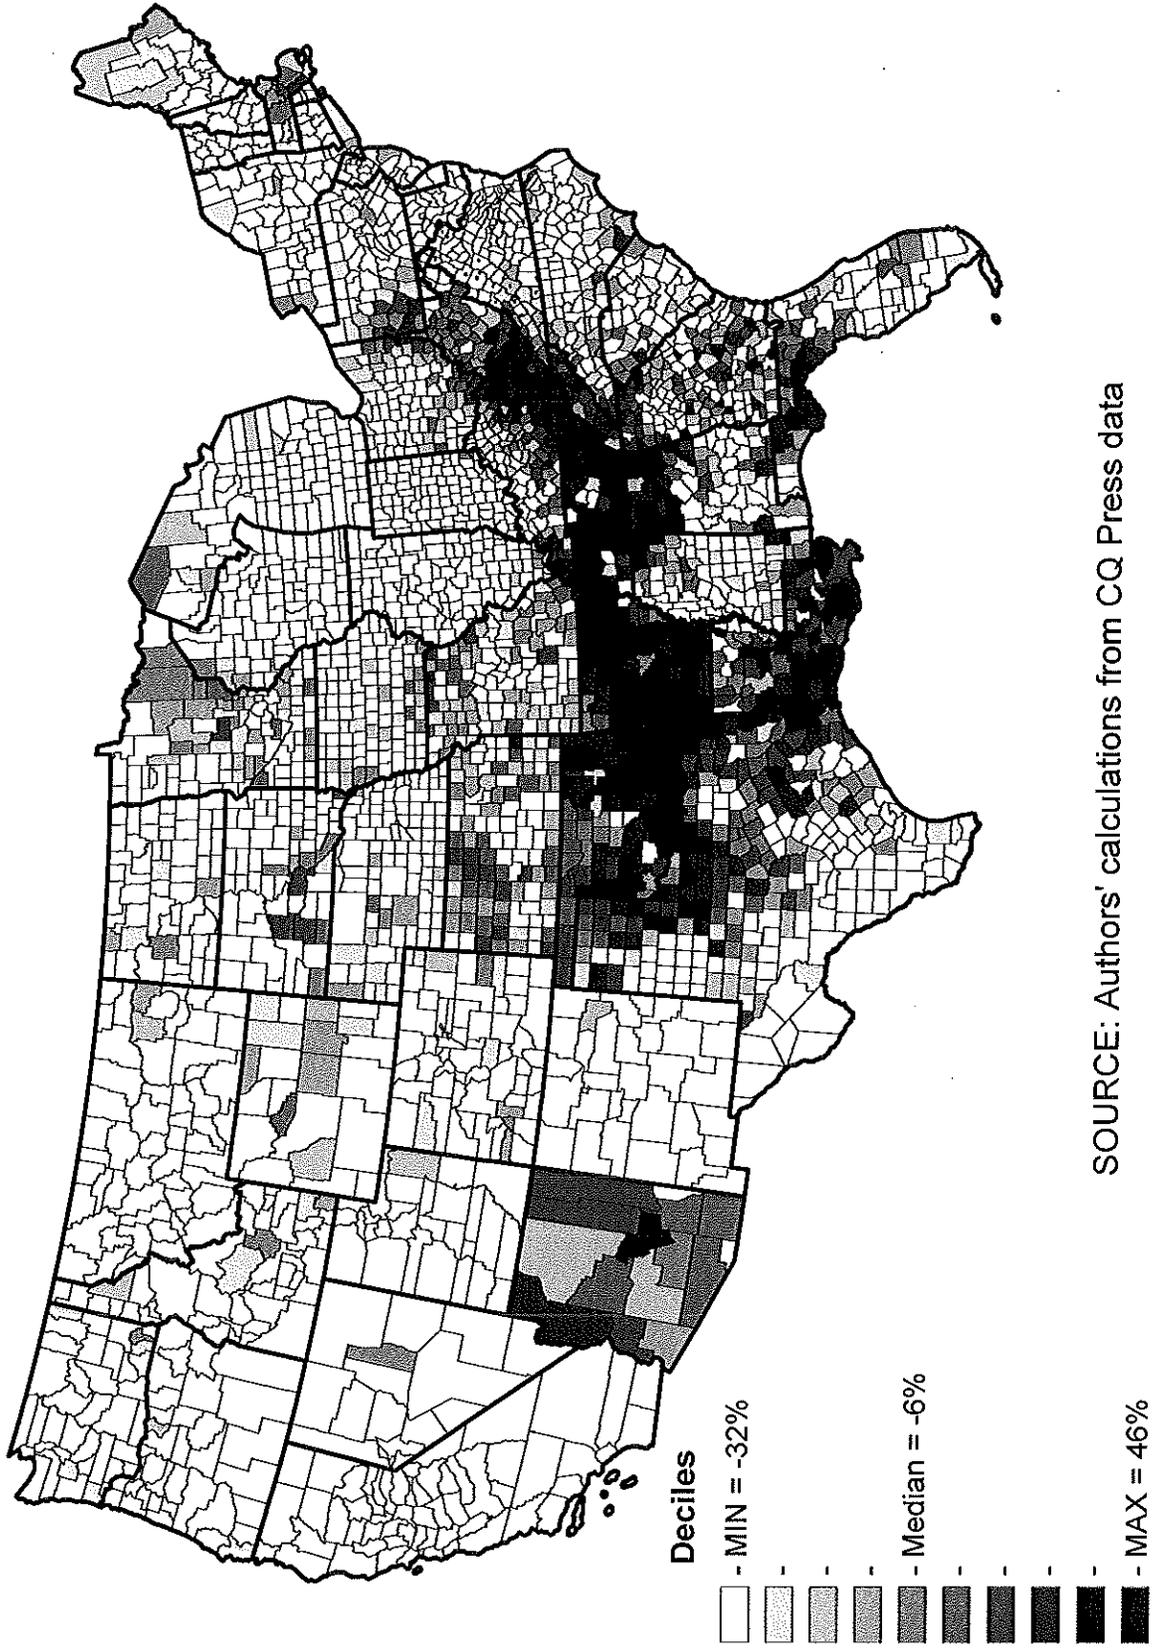 Deciles
- MIN = -32%
-
-
-
- Median = -6%
-
-
-
-
- MAX = 46%
SOURCE: Authors' calculations from CQ Press data